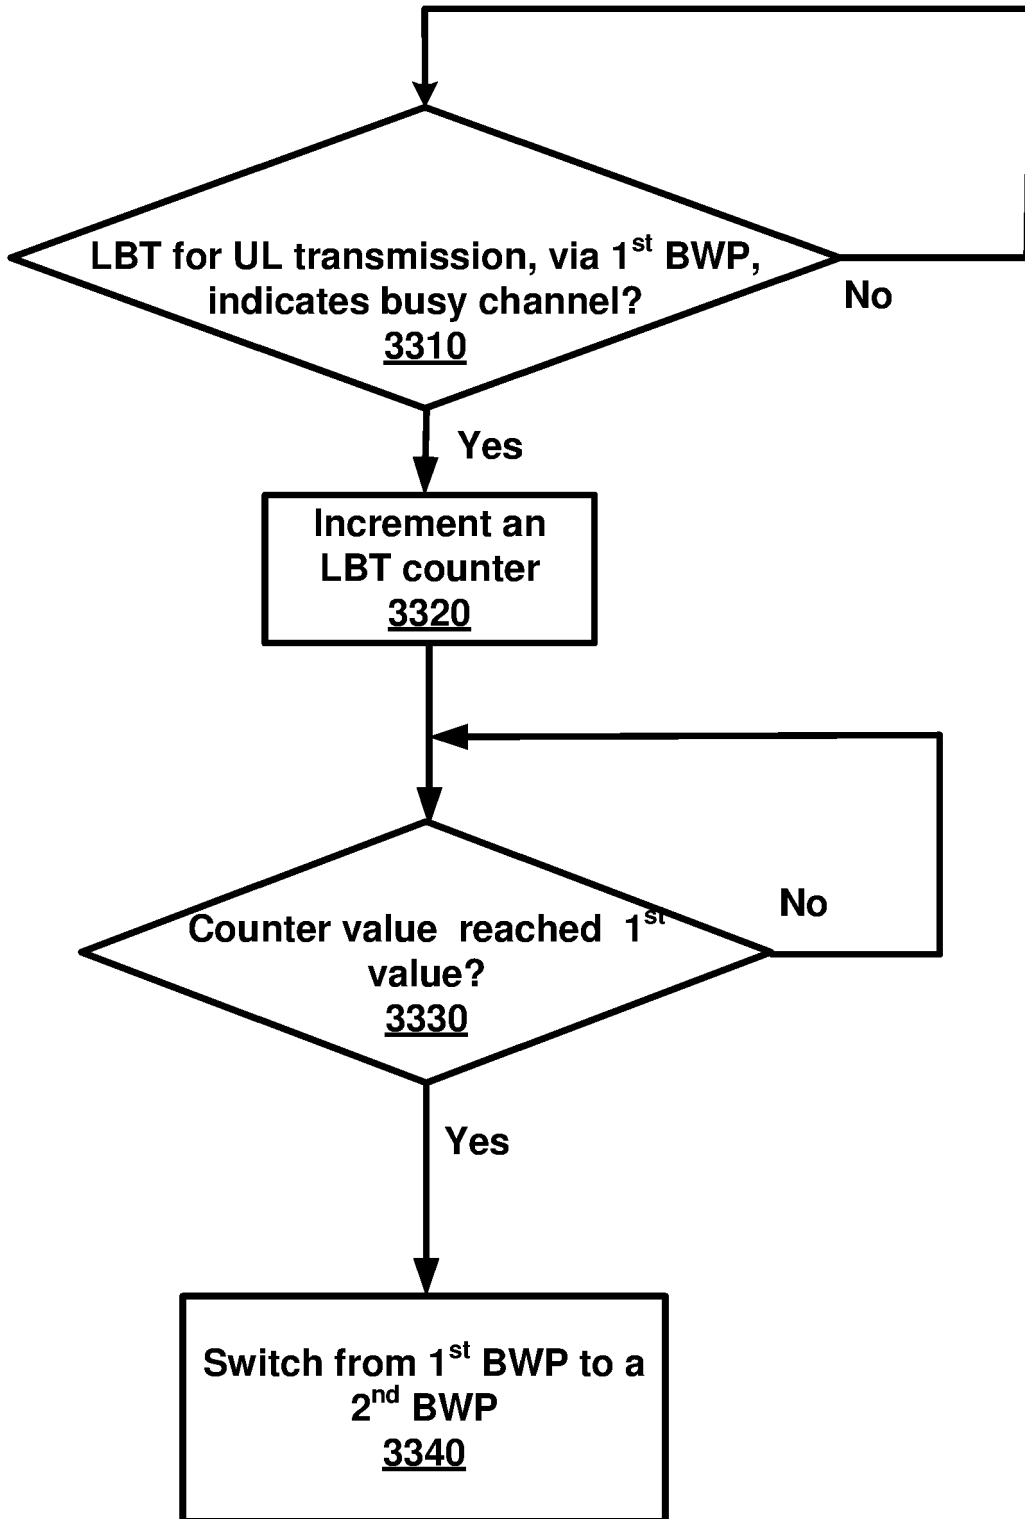 LBT for UL transmission, via 1st BWP,
indicates busy channel?
3310
No
Yes
Increment an
LBT counter
3320
Counter value reached 1st
value?
3330
No
Yes
Switch from 1st BWP to a
2nd BWP
3340